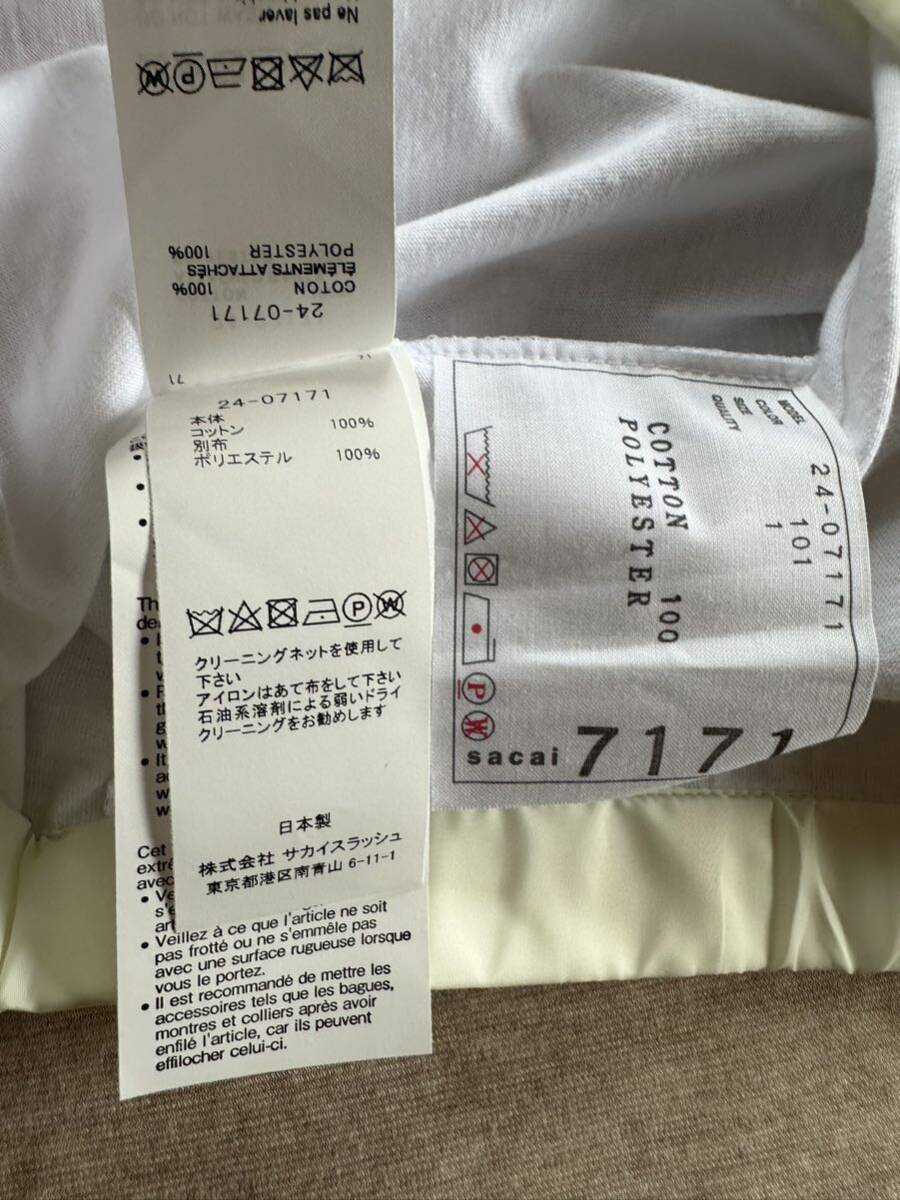 Ne pas laver
24-07171
COTON 100%
ÉLÉMENTS ATTACHÉS
POLYESTER 100%
71
24-07171
本体
コットン 100%
別布
ポリエステル 100%
クリーニングネットを使用して
下さい
アイロンはあて布をして下さい
石油系溶剤による弱いドライ
クリーニングをお勧めします
日本製
株式会社 サカイスラッシュ
東京都港区南青山 6-11-1
MODEL 24-07171
COLOR 101
SIZE 1
QUALITY
COTTON 100
POLYESTER
sacai 7171
Cet
• Veillez à ce que l'article ne soit
pas frotté ou ne s'emmêle pas
avec une surface rugueuse lorsque
vous le portez.
• Il est recommandé de mettre les
accessoires tels que les bagues,
montres et colliers après avoir
enfilé l'article, car ils peuvent
effilocher celui-ci.